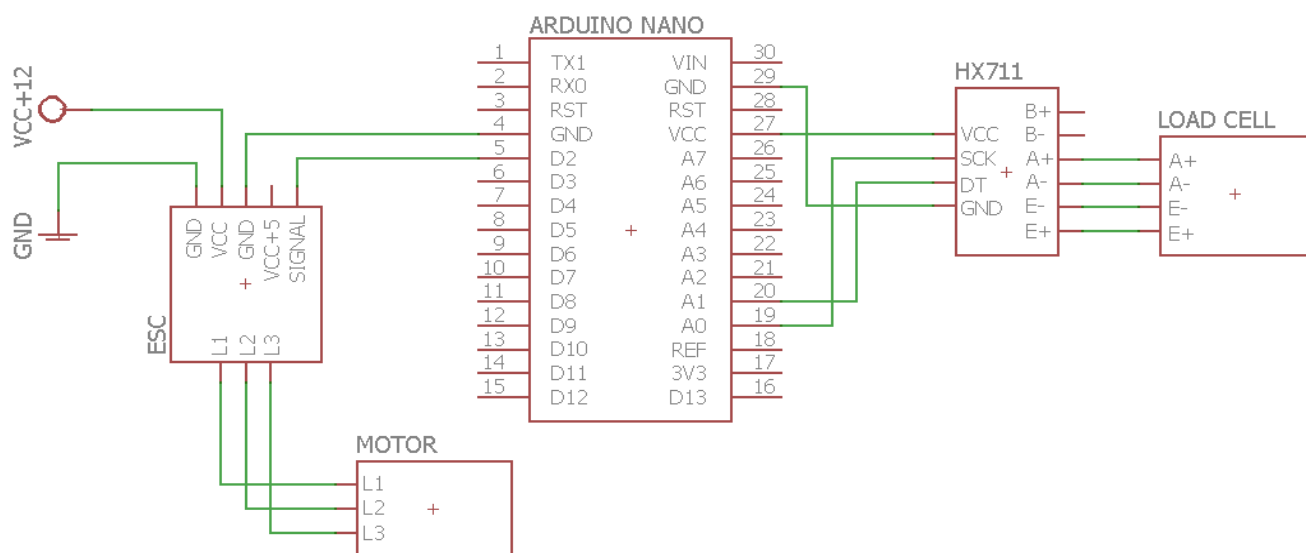 VCC+12
GND
GND
VCC
GND
VCC+5
SIGNAL
L1
L2
L3
ESC
MOTOR
L1
L2
L3
ARDUINO NANO
1 TX1 VIN 30
2 RX0 GND 29
3 RST RST 28
4 GND VCC 27
5 D2 A7 26
6 D3 A6 25
7 D4 A5 24
8 D5 A4 23
9 D6 A3 22
10 D7 A2 21
11 D8 A1 20
12 D9 A0 19
13 D10 REF 18
14 D11 3V3 17
15 D12 D13 16
HX711
VCC
SCK
DT
GND
B+
B-
A+
A-
E-
E+
LOAD CELL
A+
A-
E-
E+